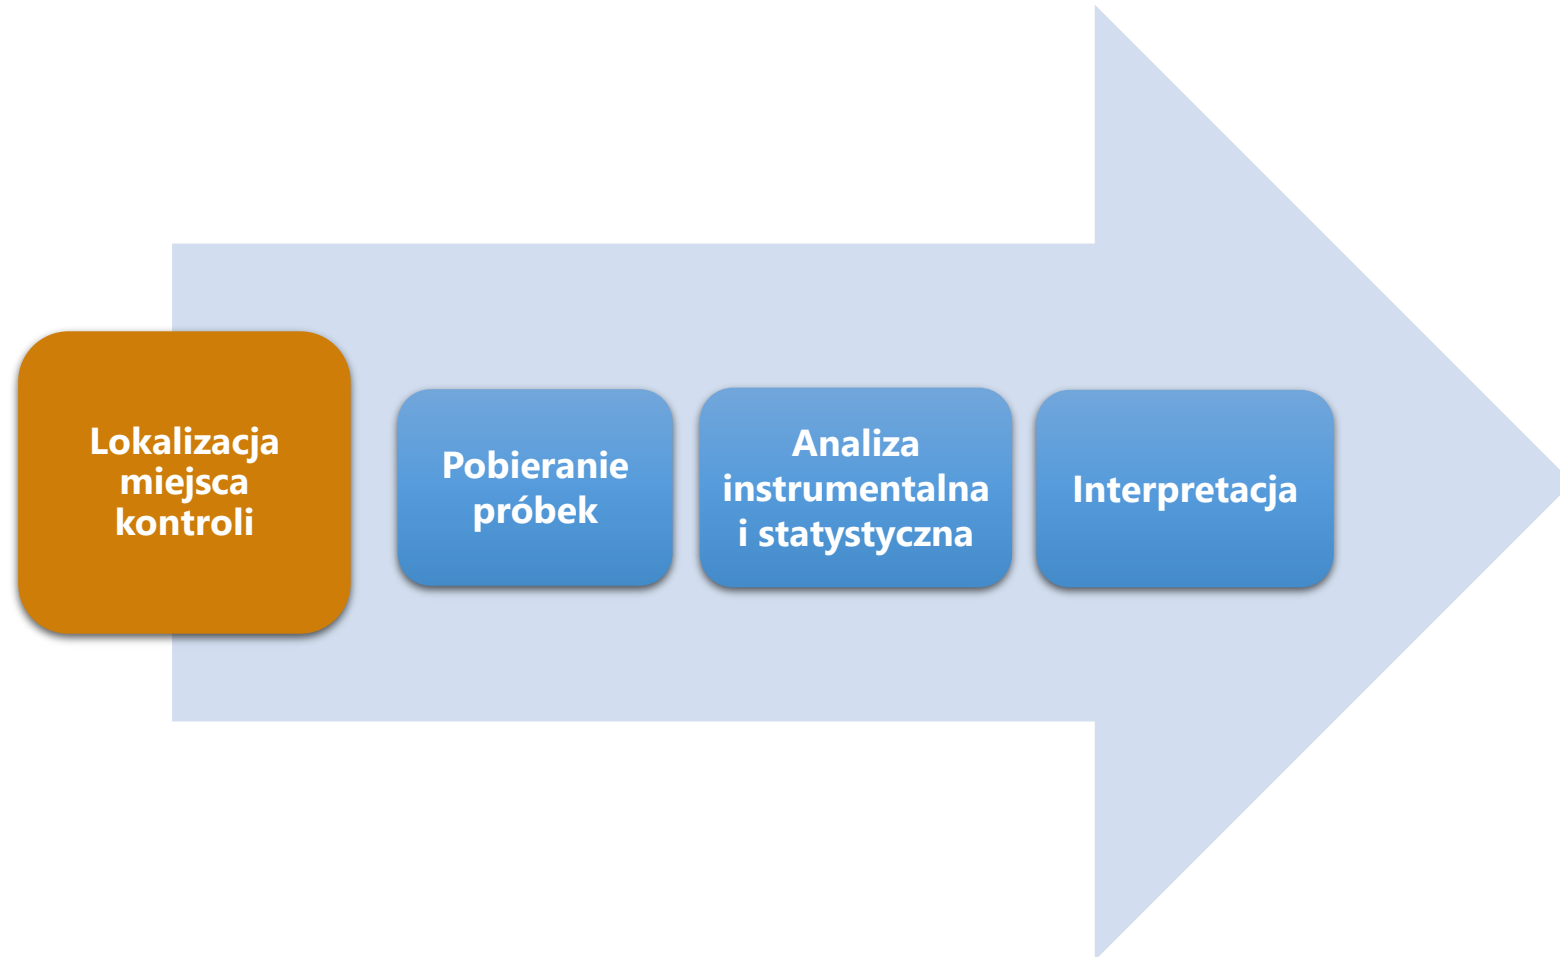 Lokalizacja
miejsca
kontroli
Pobieranie
próbek
Analiza
instrumentalna
i statystyczna
Interpretacja